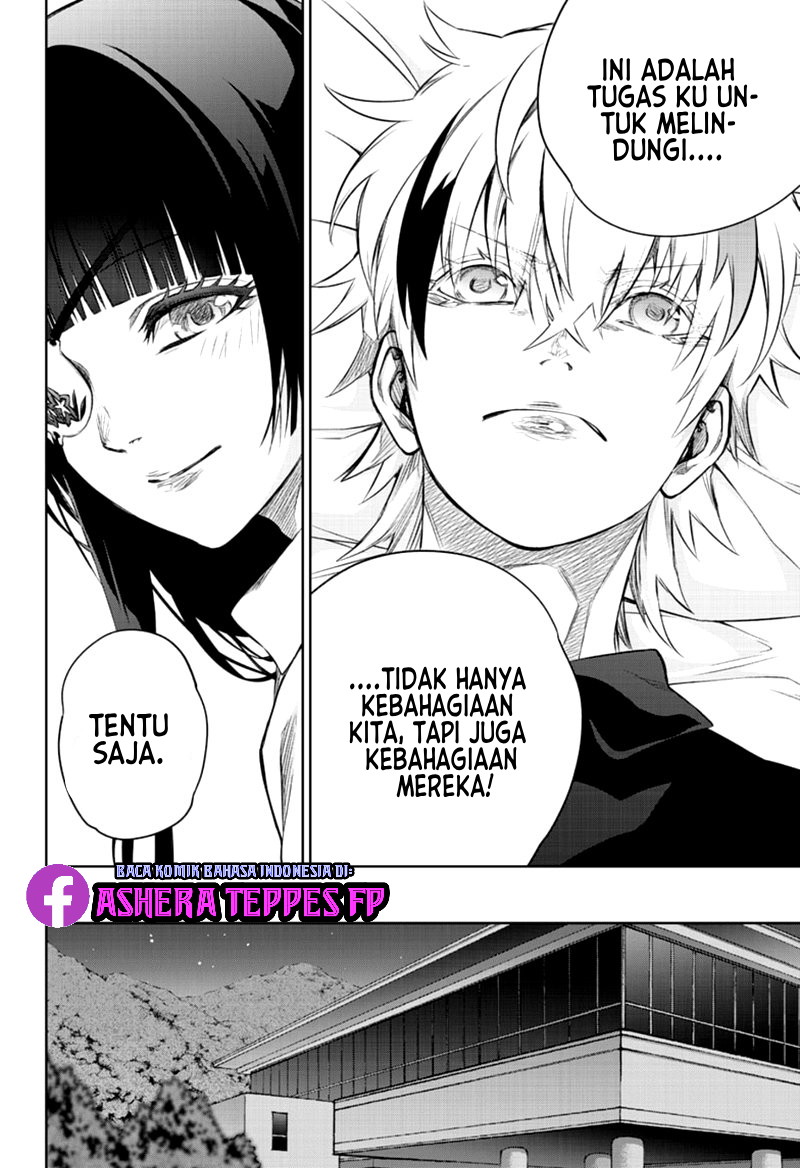 INI ADALAH
TUGAS KU UN-
TUK MELIN-
DUNGI....
....TIDAK HANYA
KEBAHAGIAAN
KITA, TAPI JUGA
KEBAHAGIAAN
MEREKA!
TENTU
SAJA.
BACA KOMIK BAHASA INDONESIA DI:
f ASHERA TEPPES FP